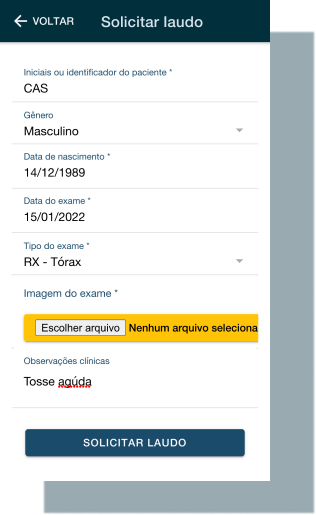 VOLTAR Solicitar laudo
Iniciais ou identificador do paciente *
CAS
Gênero
Masculino
Data de nascimento *
14/12/1989
Data do exame *
15/01/2022
Tipo do exame *
RX - Tórax
Imagem do exame *
Escolher arquivo Nenhum arquivo seleciona
Observações clínicas
Tosse agúda
SOLICITAR LAUDO